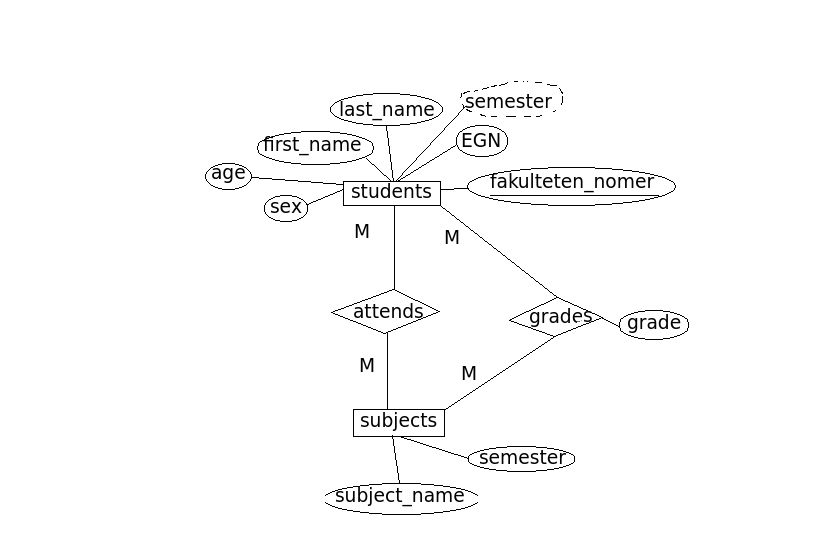 last_name
semester
first_name
EGN
age
students
fakulteten_nomer
sex
M
M
attends
grades
grade
M
M
subjects
semester
subject_name